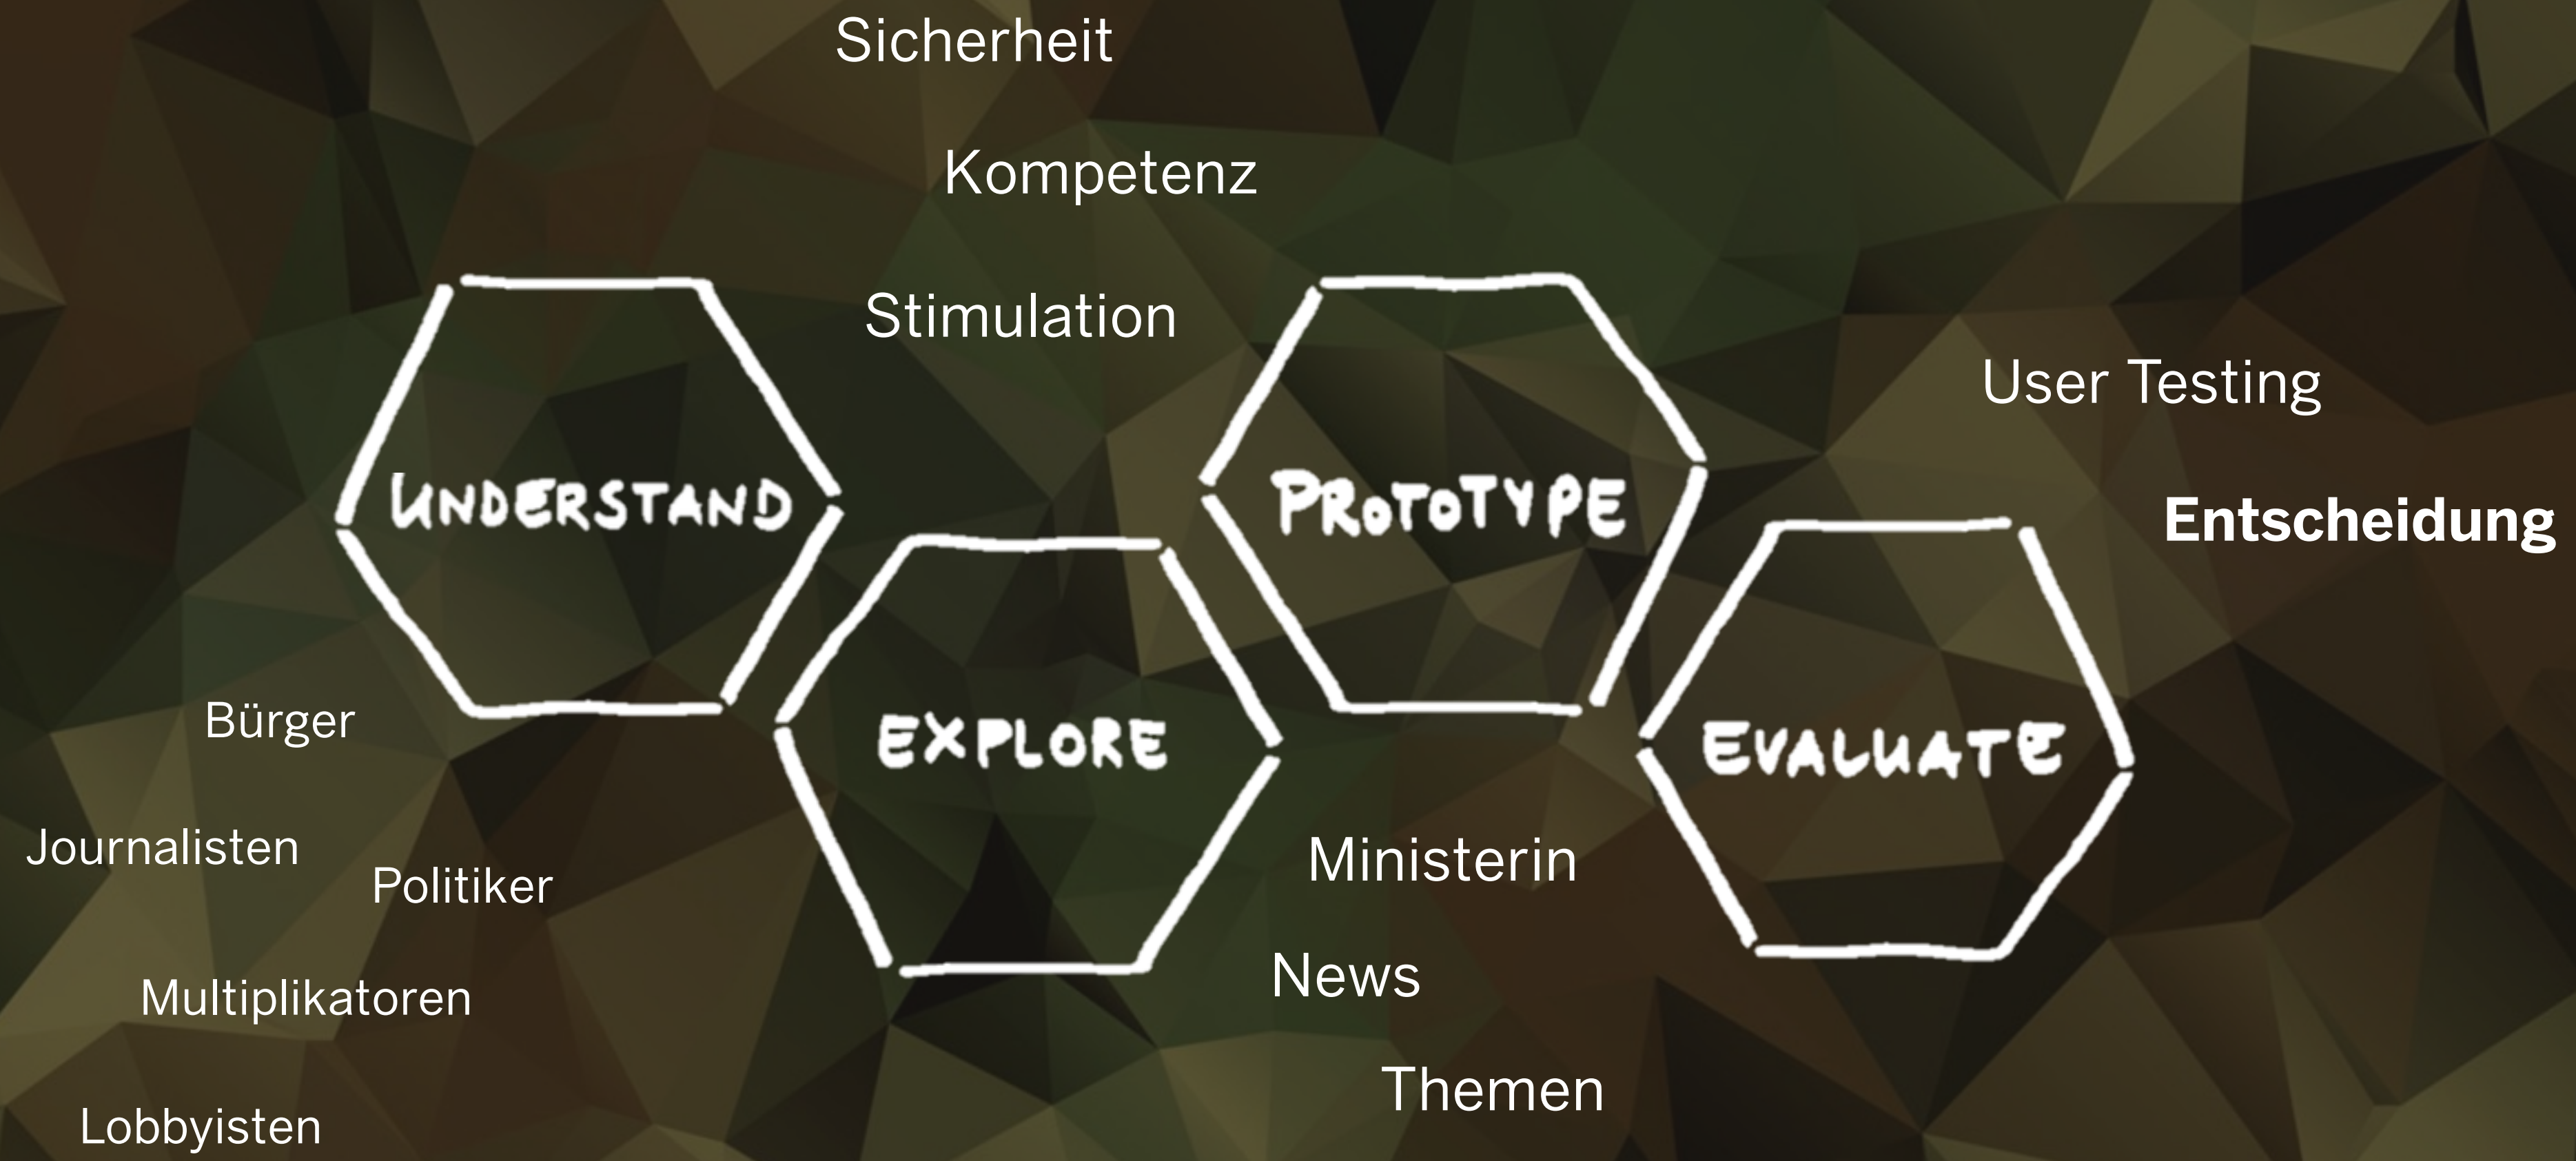 Sicherheit
Kompetenz
Stimulation
UNDERSTAND
PROTOTYPE
User Testing
Entscheidung
EXPLORE
EVALUATE
Bürger
Journalisten
Politiker
Multiplikatoren
Lobbyisten
Ministerin
News
Themen